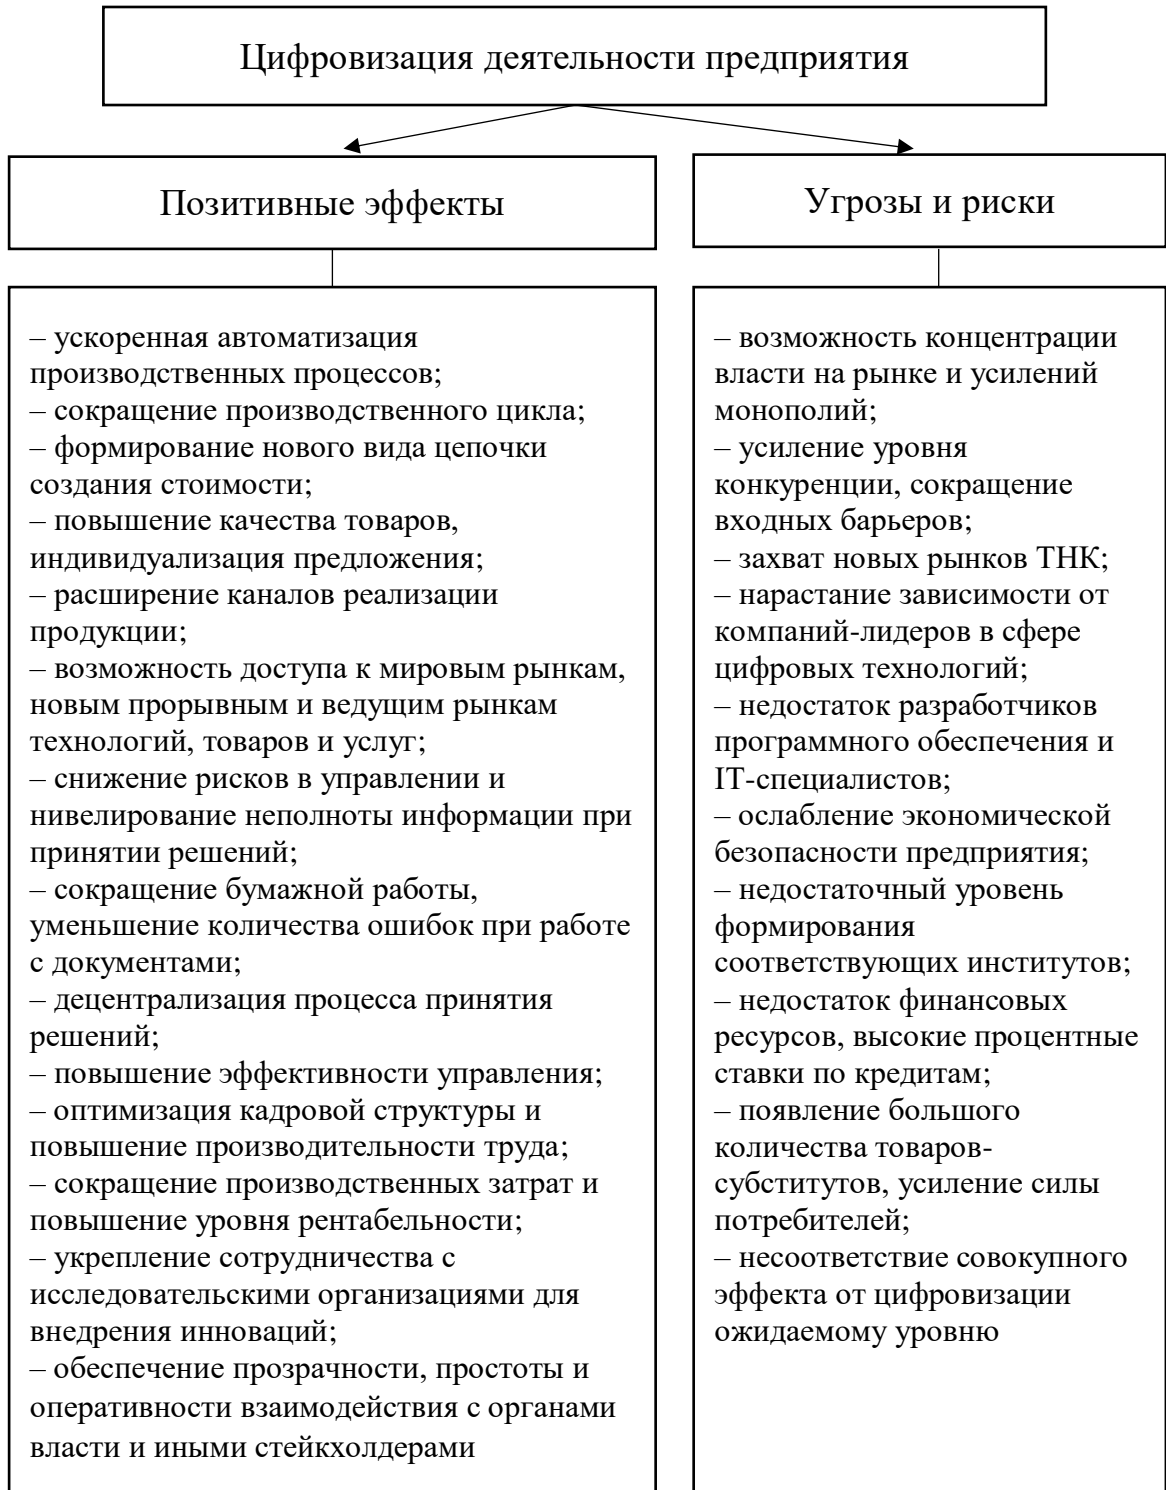 Цифровизация деятельности предприятия
Позитивные эффекты
Угрозы и риски
– ускоренная автоматизация
производственных процессов;
– сокращение производственного цикла;
– формирование нового вида цепочки
создания стоимости;
– повышение качества товаров,
индивидуализация предложения;
– расширение каналов реализации
продукции;
– возможность доступа к мировым рынкам,
новым прорывным и ведущим рынкам
технологий, товаров и услуг;
– снижение рисков в управлении и
нивелирование неполноты информации при
принятии решений;
– сокращение бумажной работы,
уменьшение количества ошибок при работе
с документами;
– децентрализация процесса принятия
решений;
– повышение эффективности управления;
– оптимизация кадровой структуры и
повышение производительности труда;
– сокращение производственных затрат и
повышение уровня рентабельности;
– укрепление сотрудничества с
исследовательскими организациями для
внедрения инноваций;
– обеспечение прозрачности, простоты и
оперативности взаимодействия с органами
власти и иными стейкхолдерами
– возможность концентрации
власти на рынке и усилений
монополий;
– усиление уровня
конкуренции, сокращение
входных барьеров;
– захват новых рынков ТНК;
– нарастание зависимости от
компаний-лидеров в сфере
цифровых технологий;
– недостаток разработчиков
программного обеспечения и
IT-специалистов;
– ослабление экономической
безопасности предприятия;
– недостаточный уровень
формирования
соответствующих институтов;
– недостаток финансовых
ресурсов, высокие процентные
ставки по кредитам;
– появление большого
количества товаров-
субститутов, усиление силы
потребителей;
– несоответствие совокупного
эффекта от цифровизации
ожидаемому уровню